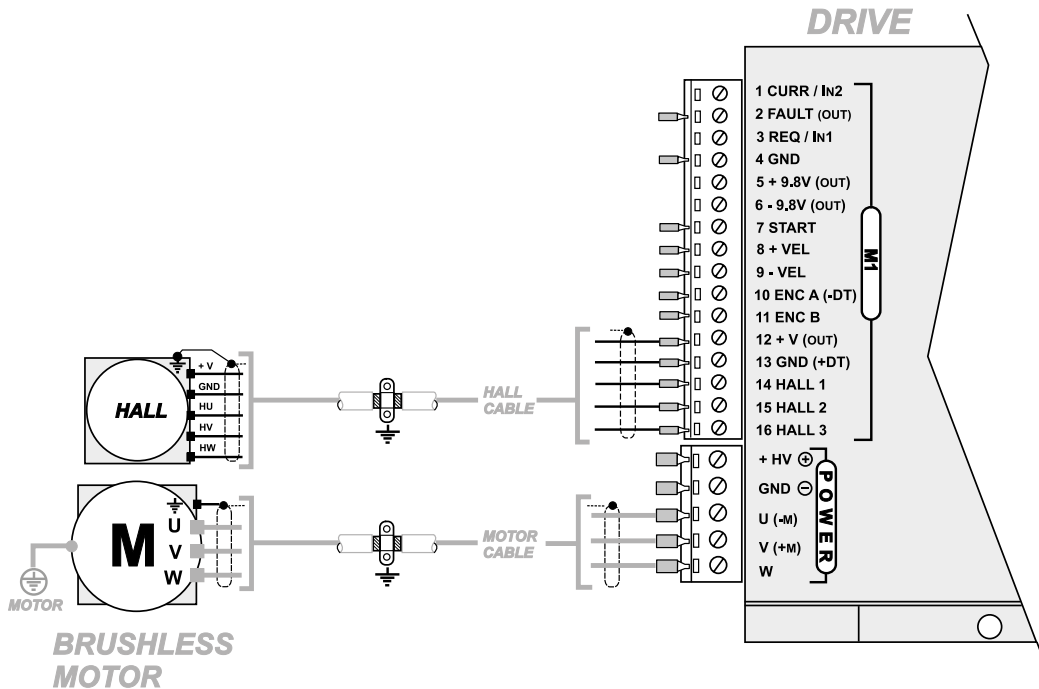 DRIVE
1 CURR / IN2
2 FAULT (OUT)
3 REQ / IN1
4 GND
5 + 9.8V (OUT)
6 - 9.8V (OUT)
7 START
8 + VEL
9 - VEL
10 ENC A (-DT)
11 ENC B
12 + V (OUT)
13 GND (+DT)
14 HALL 1
15 HALL 2
16 HALL 3
M1
+ HV ⊕
GND ⊖
U (-M)
V (+M)
W
POWER
HALL
+ V
GND
HU
HV
HW
HALL
CABLE
M
U
V
W
MOTOR
CABLE
MOTOR
BRUSHLESS
MOTOR